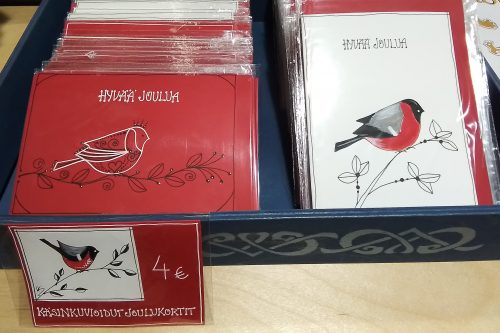 HYVÄÄ JOULUA
HYVÄÄ JOULUA
4 €
KÄSINKUVIOIDUT JOULUKORTIT